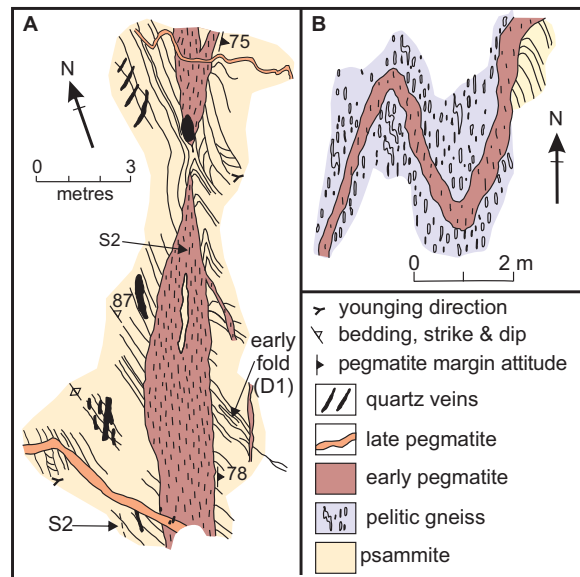 A
75
N
0 3
metres
S2
87
early
fold
(D1)
78
S2
B
N
0 2 m
younging direction
bedding, strike & dip
pegmatite margin attitude
quartz veins
late pegmatite
early pegmatite
pelitic gneiss
psammite